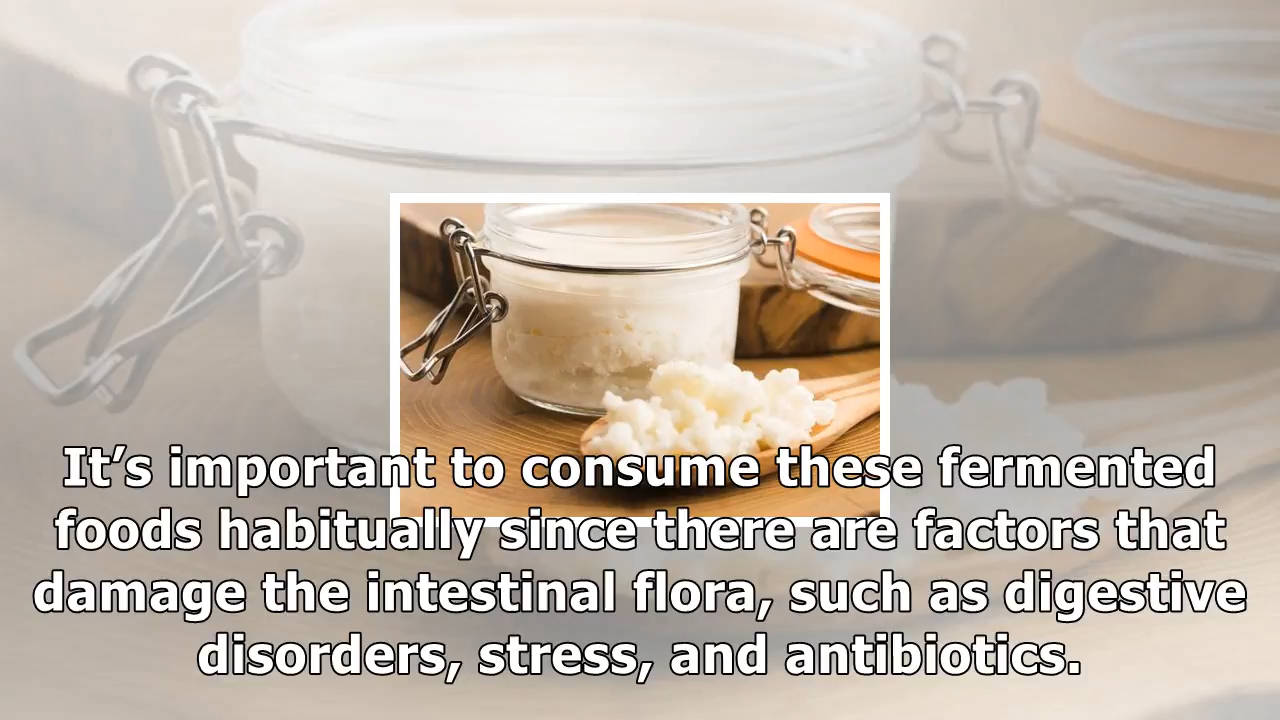 It’s important to consume these fermented
foods habitually since there are factors that
damage the intestinal flora, such as digestive
disorders, stress, and antibiotics.